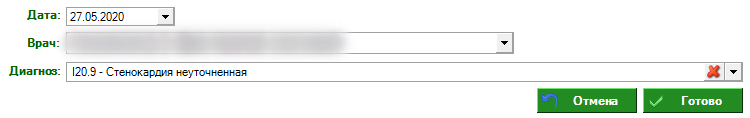 Дата: 27.05.2020
Врач:
Диагноз: I20.9 - Стенокардия неуточненная
Отмена Готово